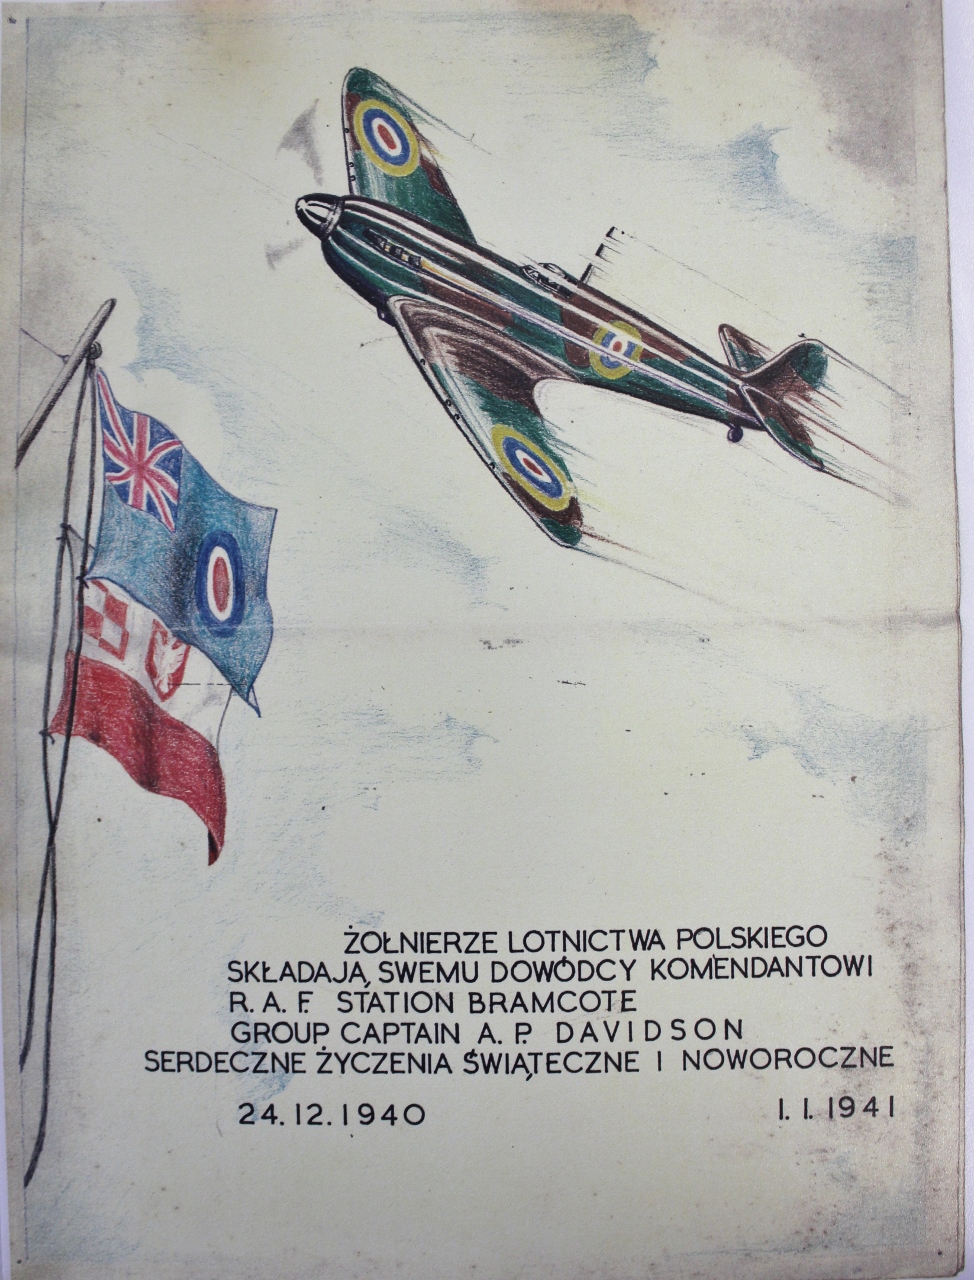 ŻOŁNIERZE LOTNICTWA POLSKIEGO
SKŁADAJĄ SWEMU DOWÓDCY KOMENDANTOWI
R. A. F. STATION BRAMCOTE
GROUP CAPTAIN A. P. DAVIDSON
SERDECZNE ŻYCZENIA ŚWIĄTECZNE I NOWOROCZNE
24.12.1940 1.1.1941